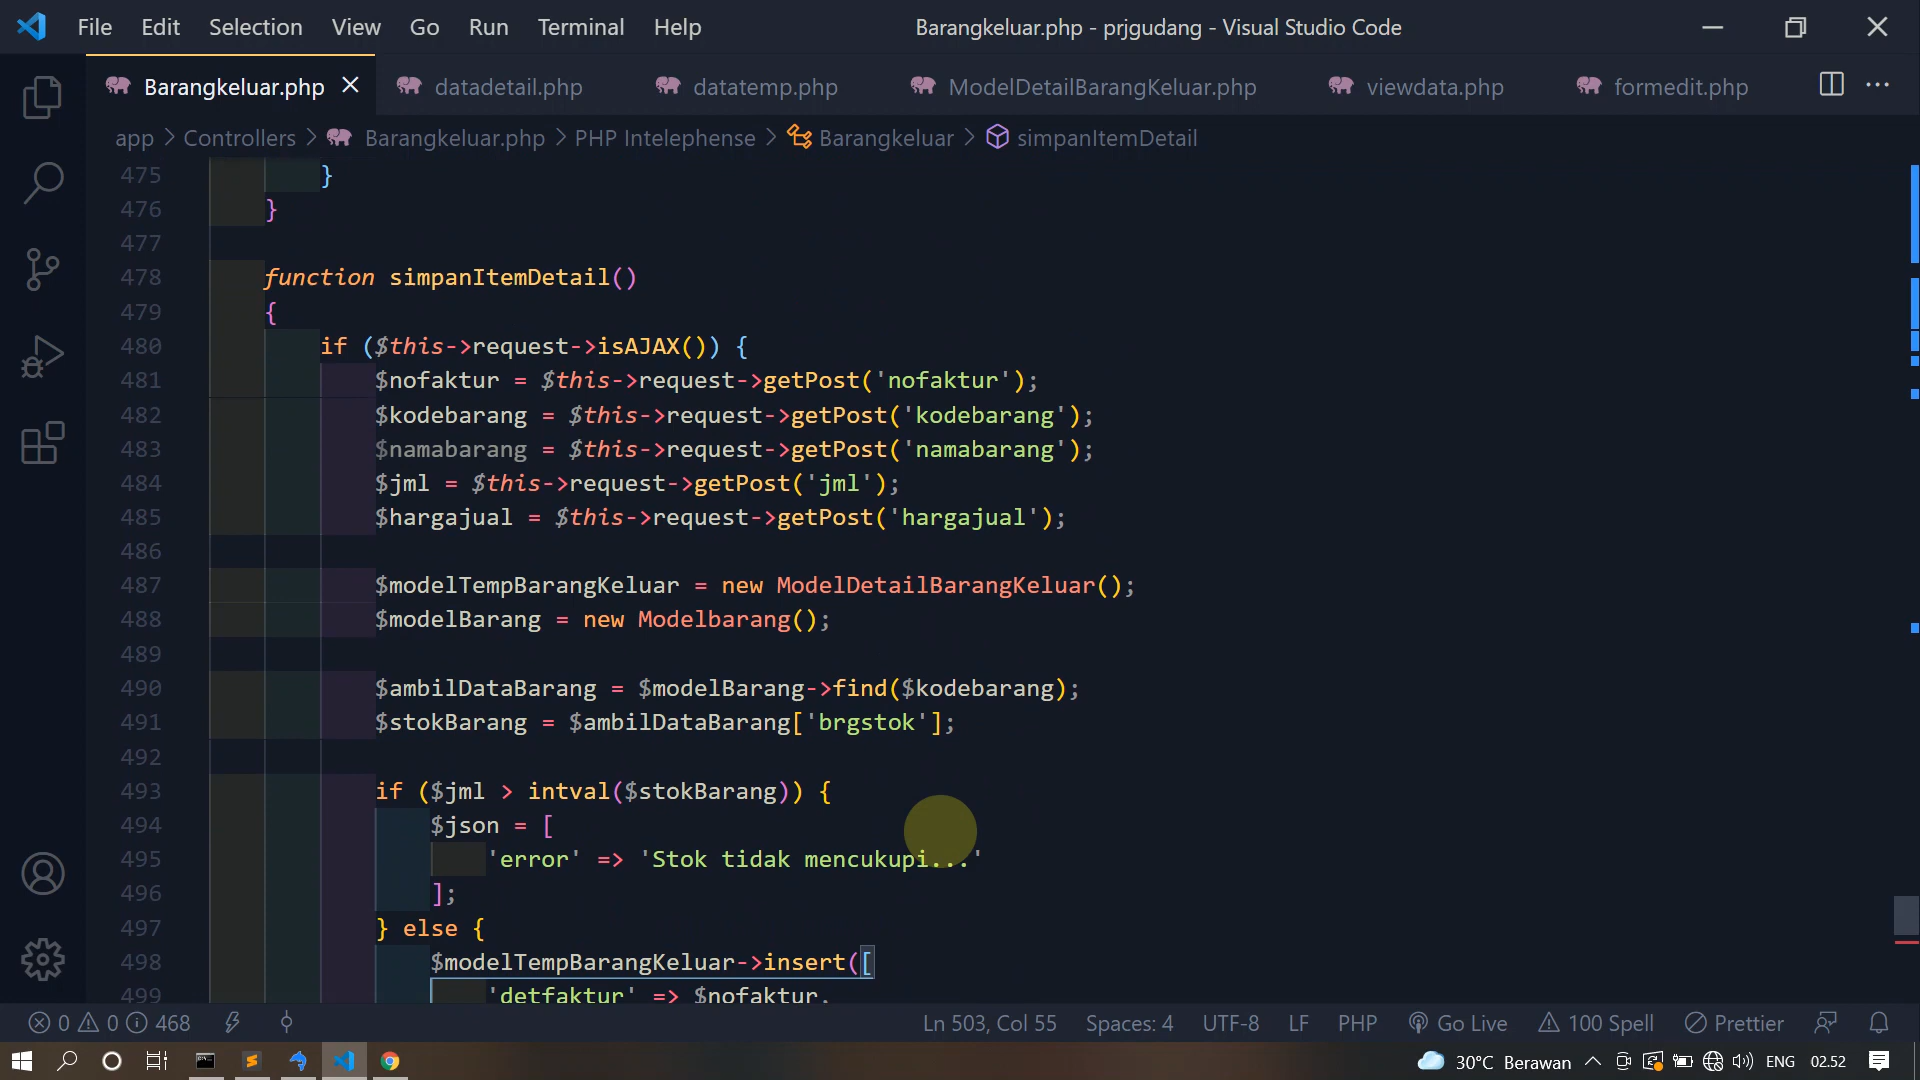 File Edit Selection View Go Run Terminal Help Barangkeluar.php - prjgudang - Visual Studio Code
Barangkeluar.php datadetail.php datatemp.php ModelDetailBarangKeluar.php viewdata.php formedit.php
app > Controllers > Barangkeluar.php > PHP Intelephense > Barangkeluar > simpanItemDetail
475 }
476 }
477
478 function simpanItemDetail()
479 {
480 if ($this->request->isAJAX()) {
481 $nofaktur = $this->request->getPost('nofaktur');
482 $kodebarang = $this->request->getPost('kodebarang');
483 $namabarang = $this->request->getPost('namabarang');
484 $jml = $this->request->getPost('jml');
485 $hargajual = $this->request->getPost('hargajual');
486
487 $modelTempBarangKeluar = new ModelDetailBarangKeluar();
488 $modelBarang = new Modelbarang();
489
490 $ambilDataBarang = $modelBarang->find($kodebarang);
491 $stokBarang = $ambilDataBarang['brgstok'];
492
493 if ($jml > intval($stokBarang)) {
494 $json = [
495 'error' => 'Stok tidak mencukupi...'
496 ];
497 } else {
498 $modelTempBarangKeluar->insert([
499 'detfaktur' => $nofaktur,
0 0 468 Ln 503, Col 55 Spaces: 4 UTF-8 LF PHP Go Live 100 Spell Prettier
30°C Berawan ENG 02.52